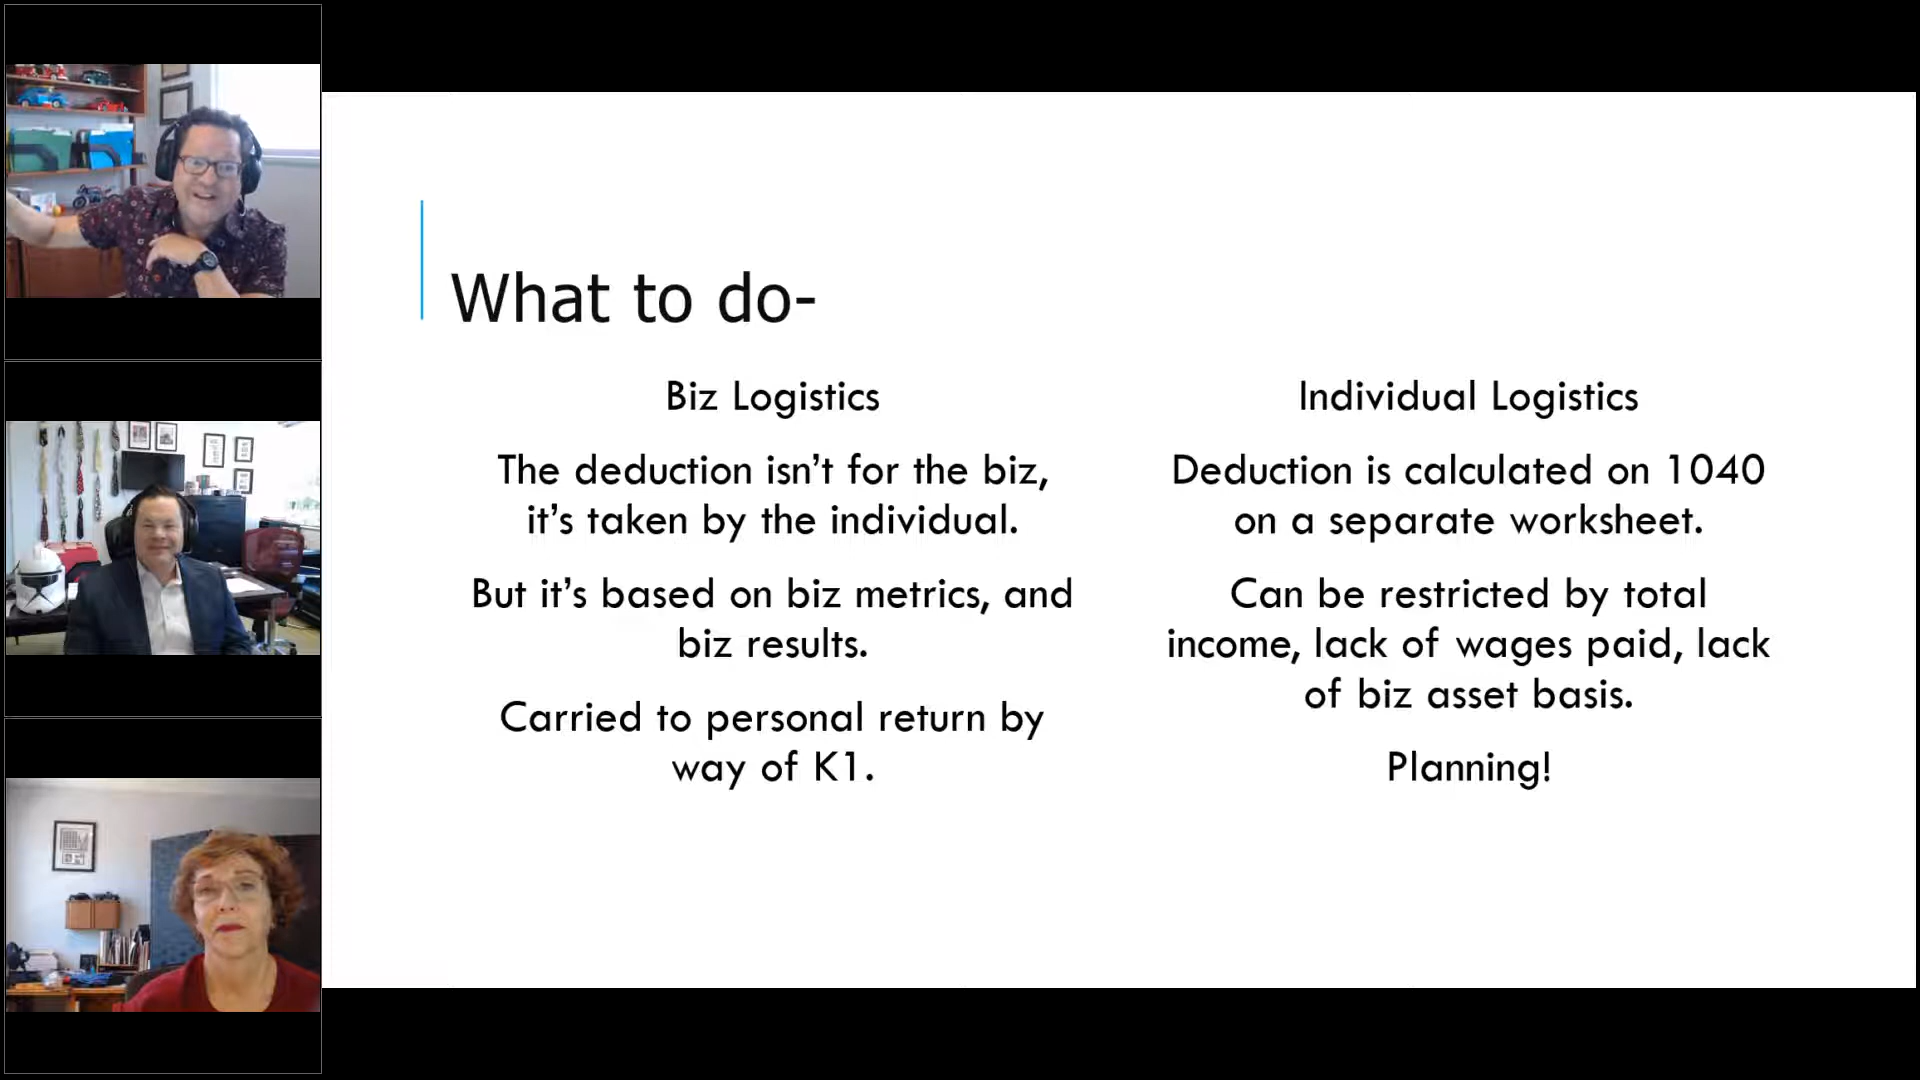 What to do-
Biz Logistics
The deduction isn’t for the biz,
it’s taken by the individual.
But it’s based on biz metrics, and
biz results.
Carried to personal return by
way of K1.
Individual Logistics
Deduction is calculated on 1040
on a separate worksheet.
Can be restricted by total
income, lack of wages paid, lack
of biz asset basis.
Planning!